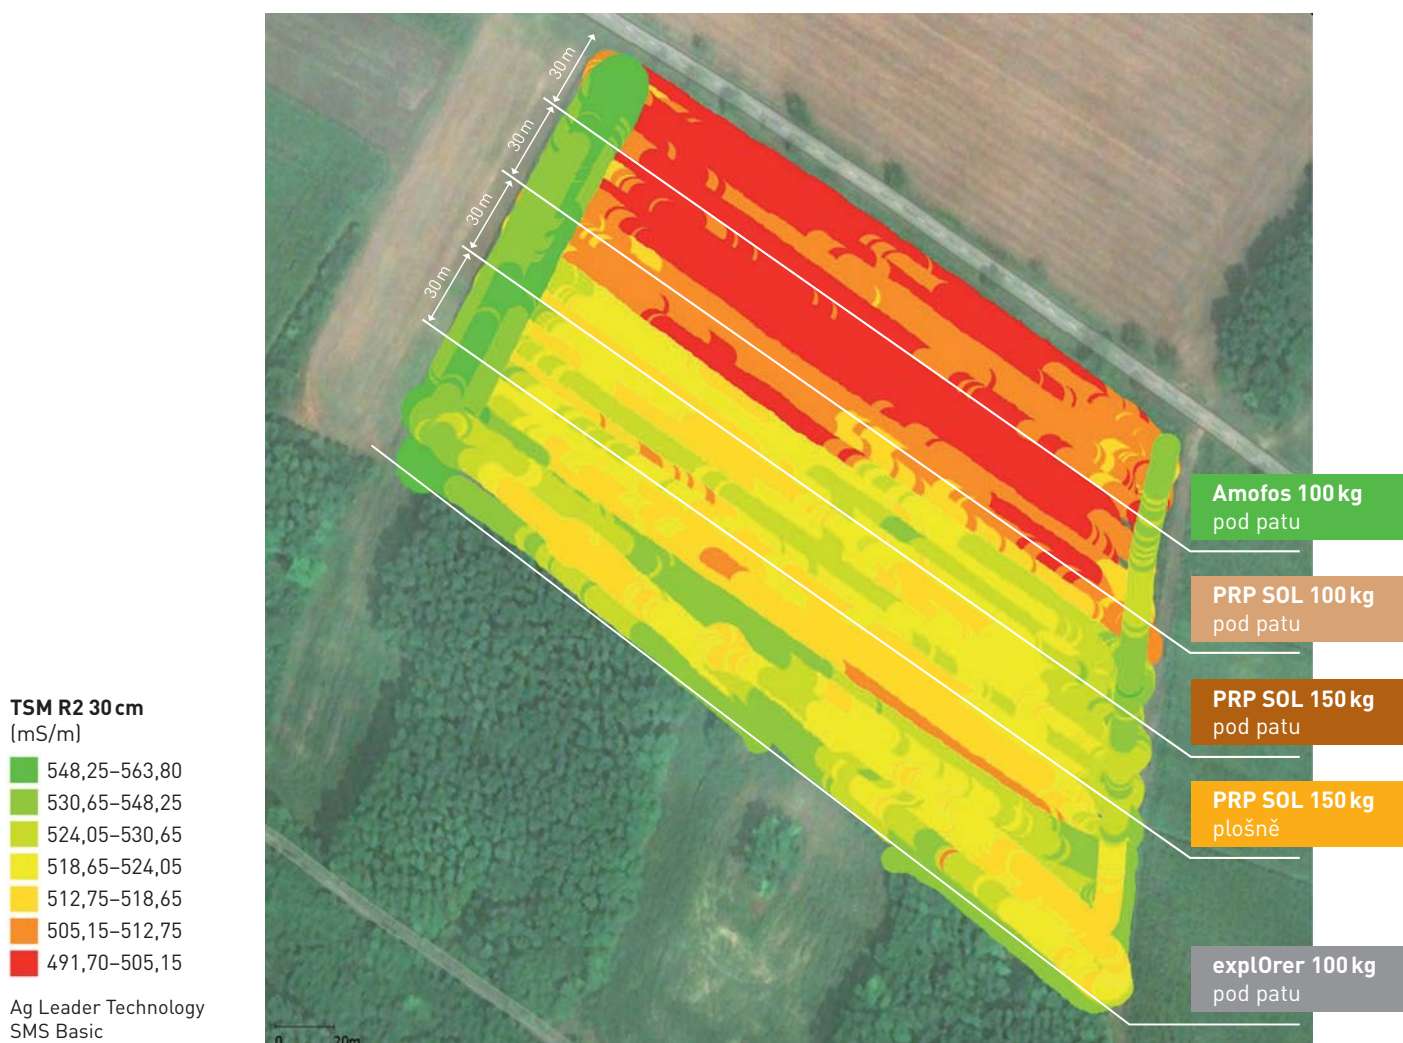 30 m
30 m
30 m
30 m
Amofos 100 kg
pod patu
PRP SOL 100 kg
pod patu
PRP SOL 150 kg
pod patu
PRP SOL 150 kg
plošně
explOrer 100 kg
pod patu
TSM R2 30 cm
(mS/m)
548,25–563,80
530,65–548,25
524,05–530,65
518,65–524,05
512,75–518,65
505,15–512,75
491,70–505,15
Ag Leader Technology
SMS Basic
0 20m